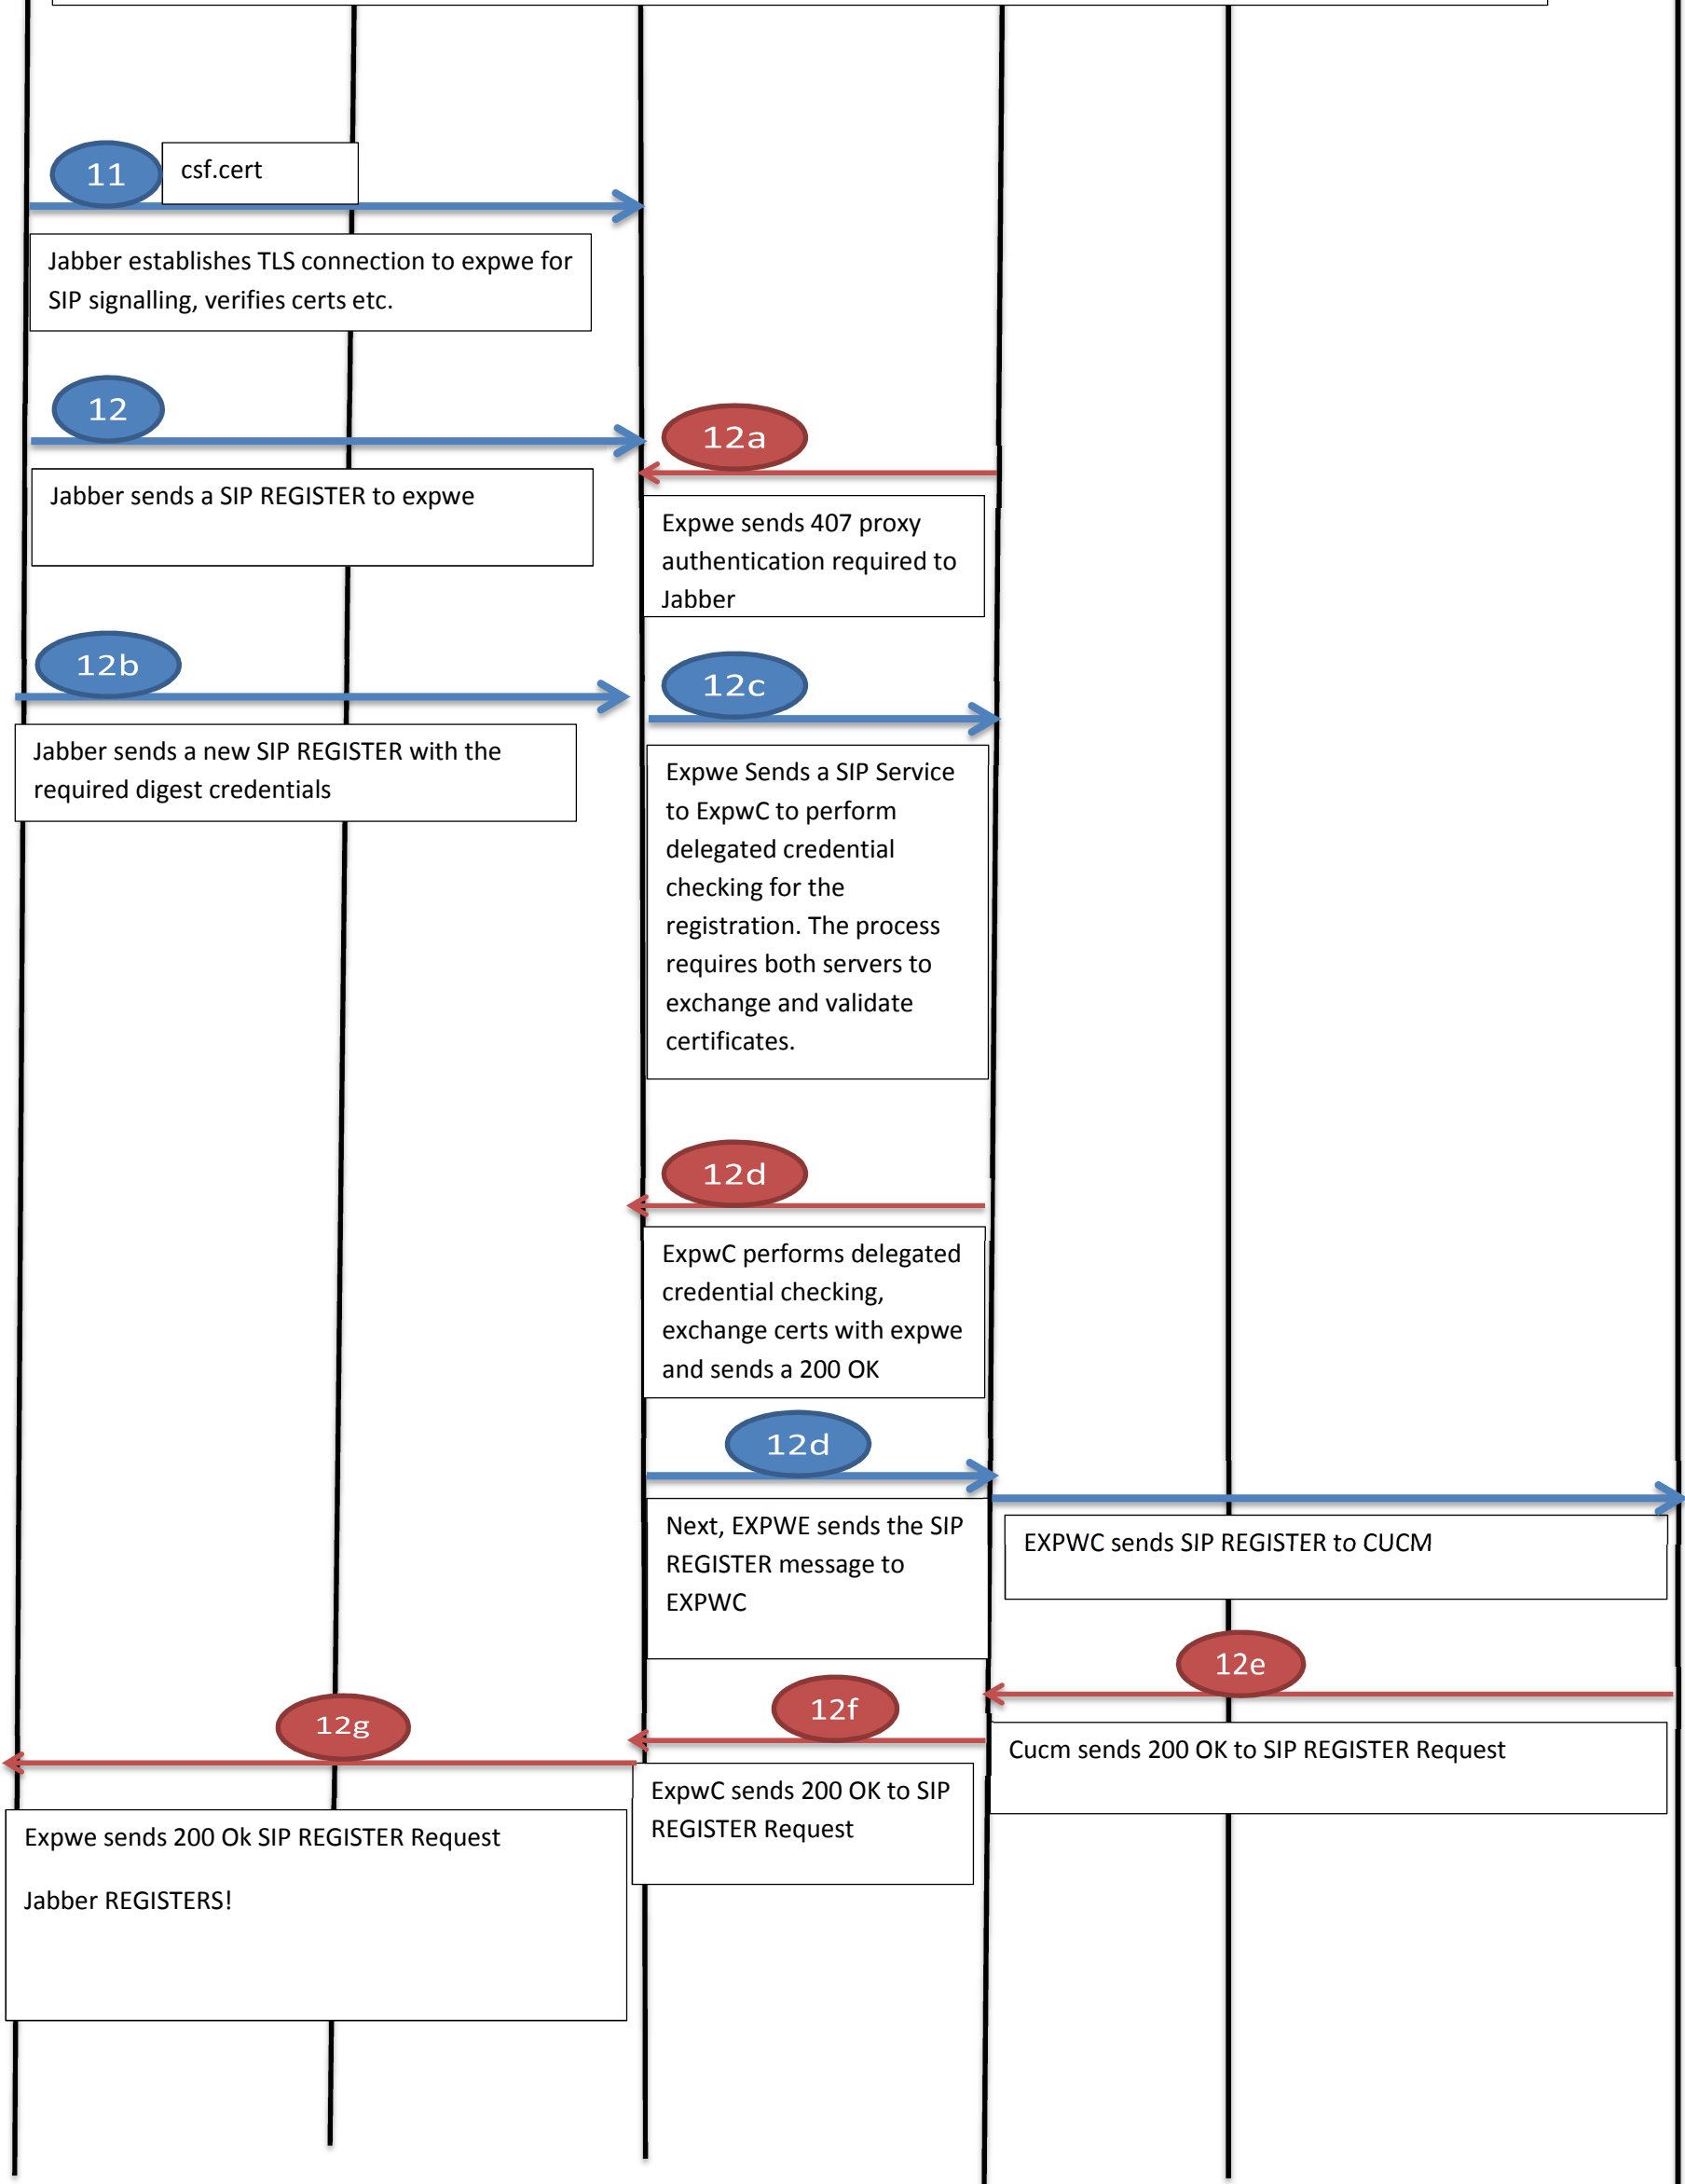 11
csf.cert
Jabber establishes TLS connection to expwe for
SIP signalling, verifies certs etc.
12
12a
Jabber sends a SIP REGISTER to expwe
Expwe sends 407 proxy
authentication required to
Jabber
12b
12c
Jabber sends a new SIP REGISTER with the
required digest credentials
Expwe Sends a SIP Service
to ExpwC to perform
delegated credential
checking for the
registration. The process
requires both servers to
exchange and validate
certificates.
12d
ExpwC performs delegated
credential checking,
exchange certs with expwe
and sends a 200 OK
12d
Next, EXPWE sends the SIP
REGISTER message to
EXPWC
EXPWC sends SIP REGISTER to CUCM
12e
12f
12g
Cucm sends 200 OK to SIP REGISTER Request
ExpwC sends 200 OK to SIP
REGISTER Request
Expwe sends 200 Ok SIP REGISTER Request
Jabber REGISTERS!